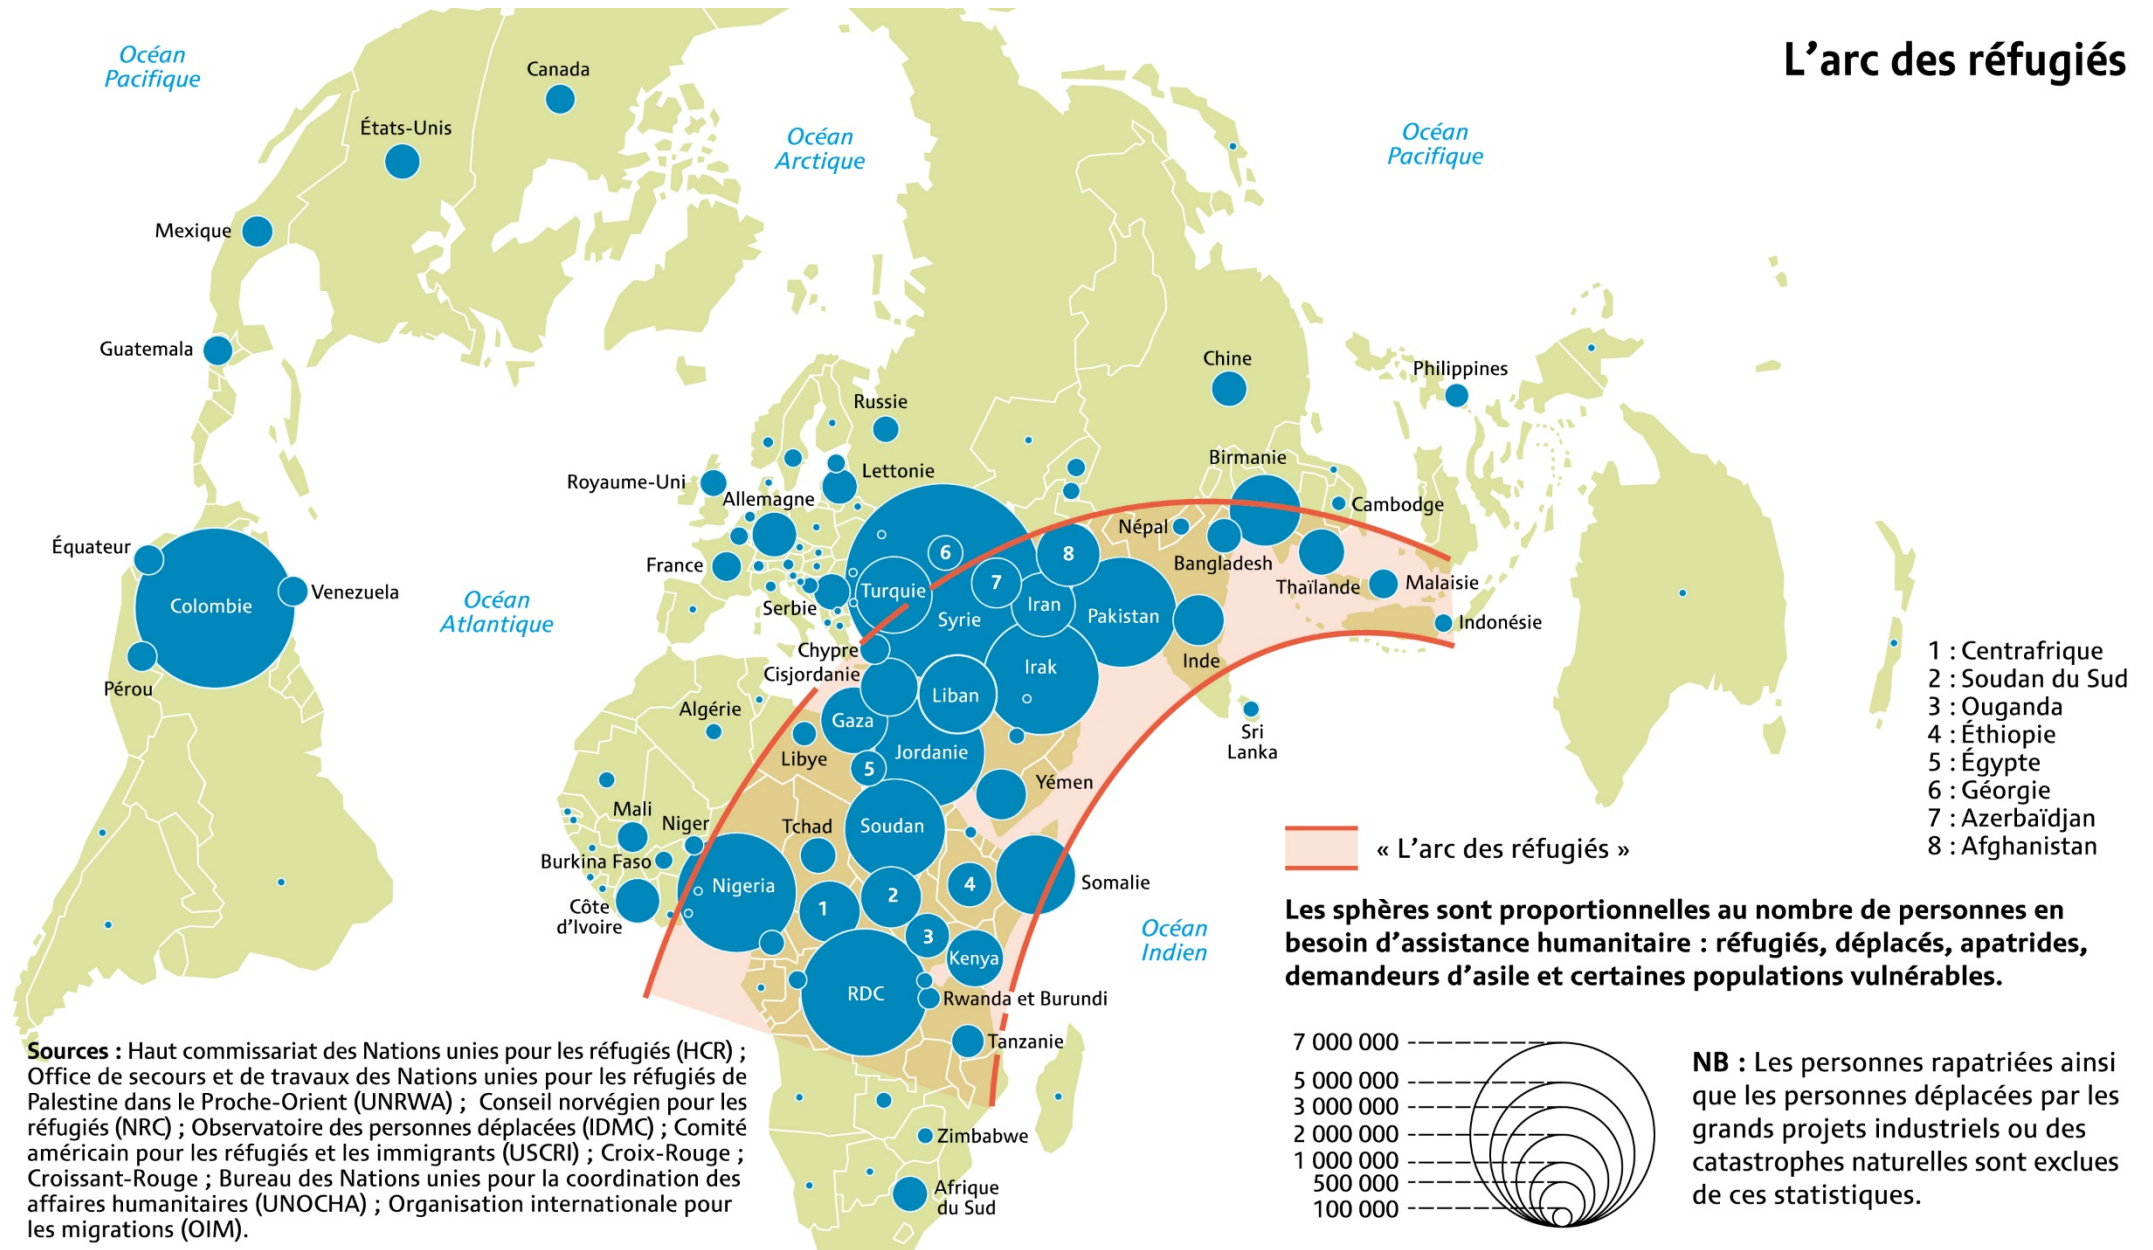 L’arc des réfugiés
Océan
Pacifique
Canada
États-Unis
Océan
Arctique
Océan
Pacifique
Mexique
Guatemala
Chine
Philippines
Russie
Birmanie
Royaume-Uni
Lettonie
Allemagne
Cambodge
Népal
Équateur
6
8
France
Bangladesh
7
Thaïlande
Malaisie
Venezuela
Colombie
Turquie
Iran
Océan
Atlantique
Serbie
Syrie
Pakistan
Indonésie
Chypre
Inde
Cisjordanie
Irak
Pérou
Liban
Algérie
Gaza
Sri
Lanka
Libye
Jordanie
5
Yémen
Mali
Niger
Tchad
Soudan
Burkina Faso
Nigeria
4
Somalie
2
1
Côte
d’Ivoire
3
Océan
Indien
Kenya
RDC
Rwanda et Burundi
Tanzanie
Zimbabwe
Afrique
du Sud
1 : Centrafrique
2 : Soudan du Sud
3 : Ouganda
4 : Éthiopie
5 : Égypte
6 : Géorgie
7 : Azerbaïdjan
8 : Afghanistan
« L’arc des réfugiés »
Les sphères sont proportionnelles au nombre de personnes en
besoin d’assistance humanitaire : réfugiés, déplacés, apatrides,
demandeurs d’asile et certaines populations vulnérables.
7 000 000
5 000 000
3 000 000
2 000 000
1 000 000
500 000
100 000
NB : Les personnes rapatriées ainsi
que les personnes déplacées par les
grands projets industriels ou des
catastrophes naturelles sont exclues
de ces statistiques.
Sources : Haut commissariat des Nations unies pour les réfugiés (HCR) ;
Office de secours et de travaux des Nations unies pour les réfugiés de
Palestine dans le Proche-Orient (UNRWA) ; Conseil norvégien pour les
réfugiés (NRC) ; Observatoire des personnes déplacées (IDMC) ; Comité
américain pour les réfugiés et les immigrants (USCRI) ; Croix-Rouge ;
Croissant-Rouge ; Bureau des Nations unies pour la coordination des
affaires humanitaires (UNOCHA) ; Organisation internationale pour
les migrations (OIM).